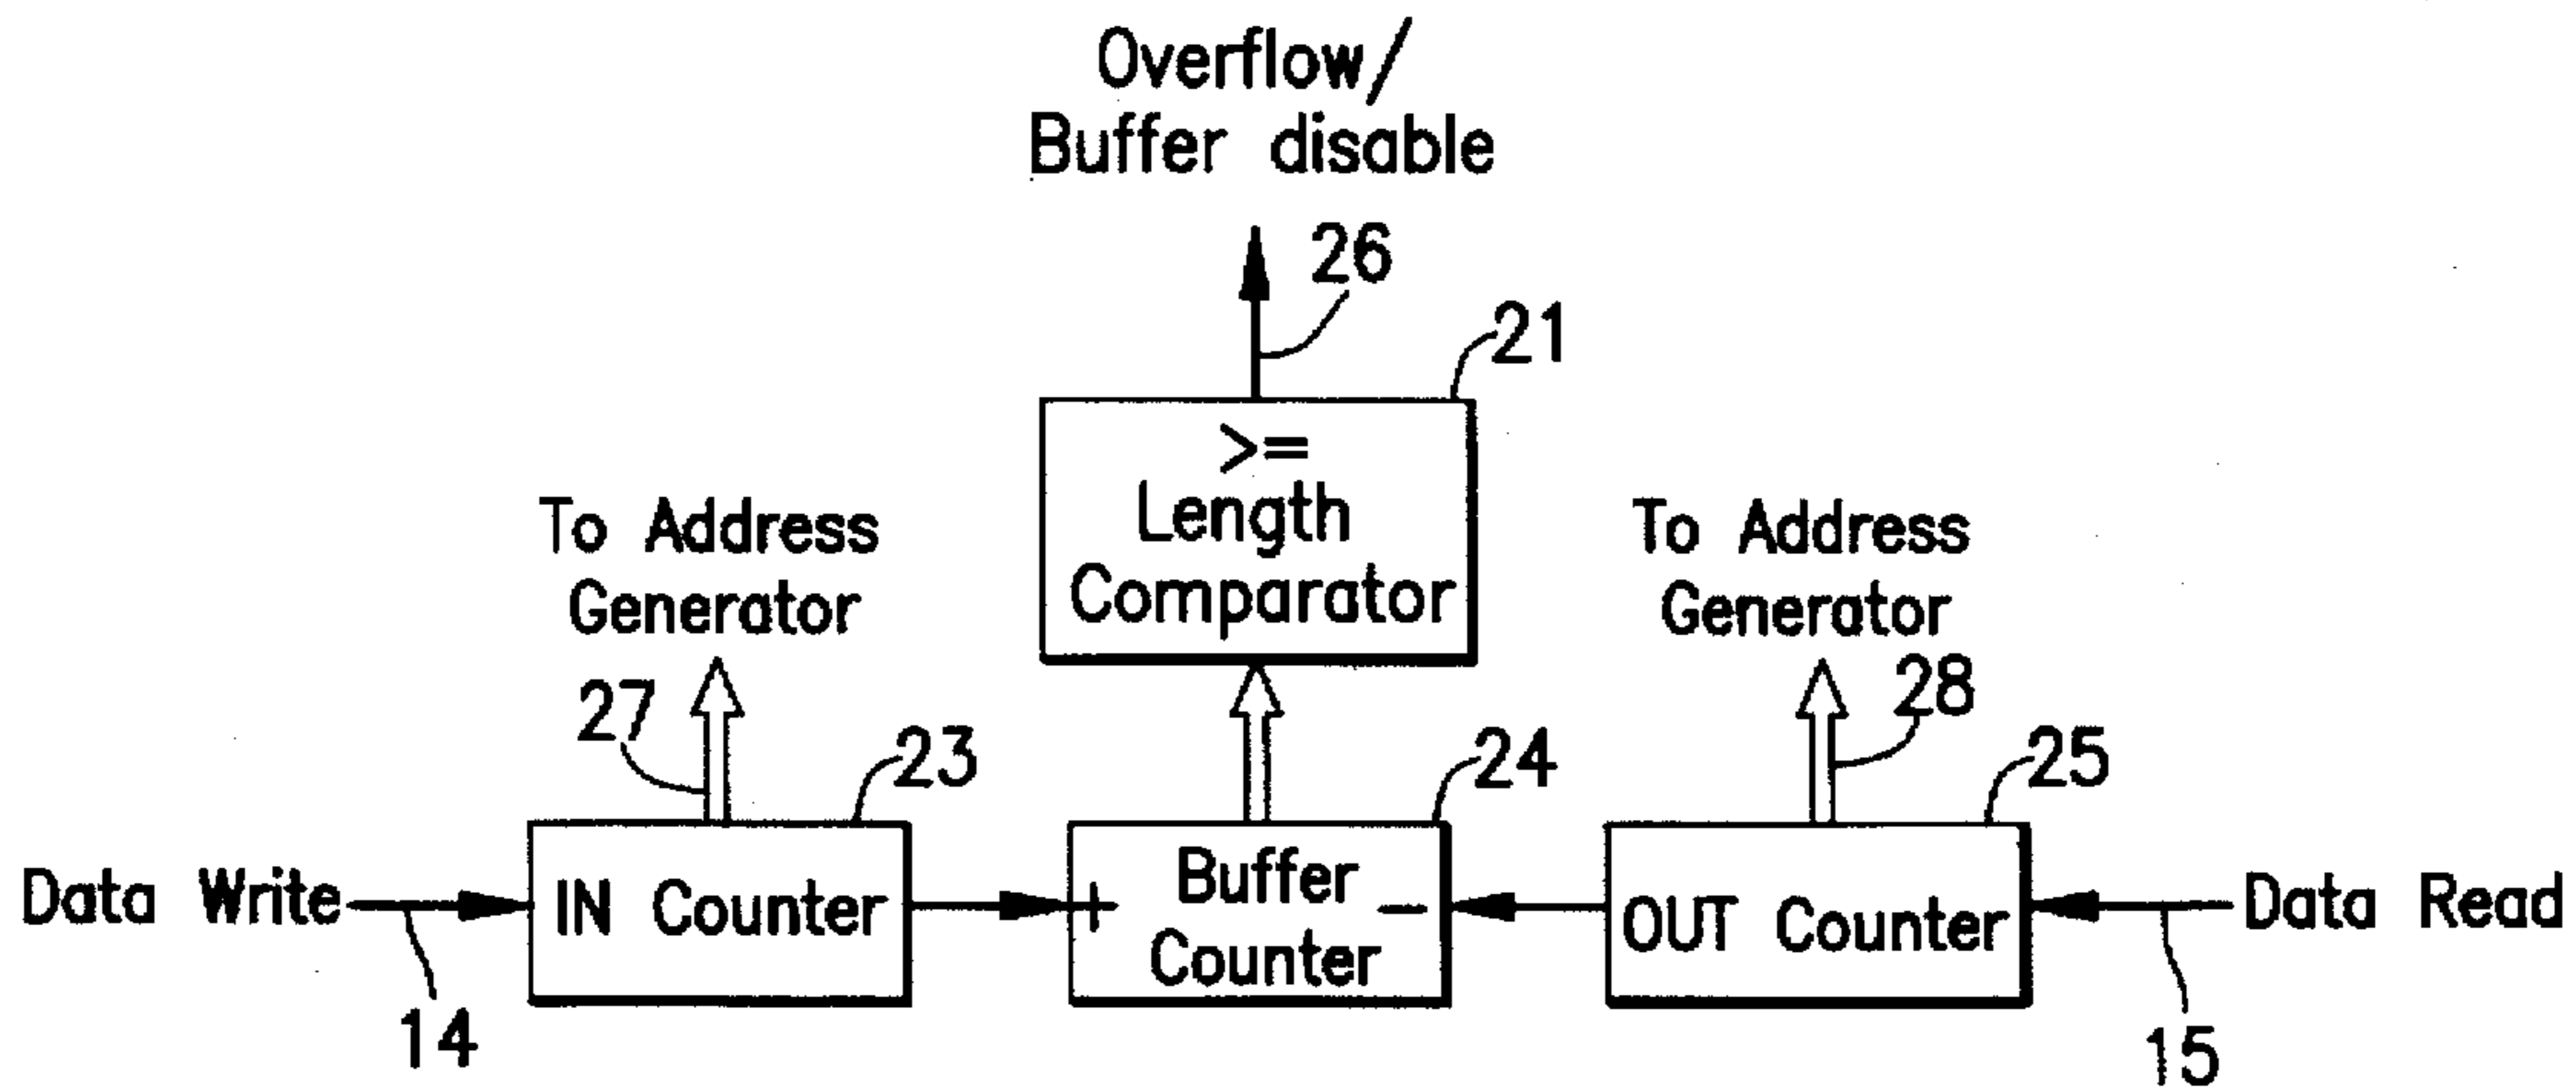 Overflow/
Buffer disable
26
21
>=
Length
Comparator
To Address
Generator
27
23
To Address
Generator
28
24
25
Data Write
IN Counter
+
Buffer
Counter
-
OUT Counter
Data Read
14
15